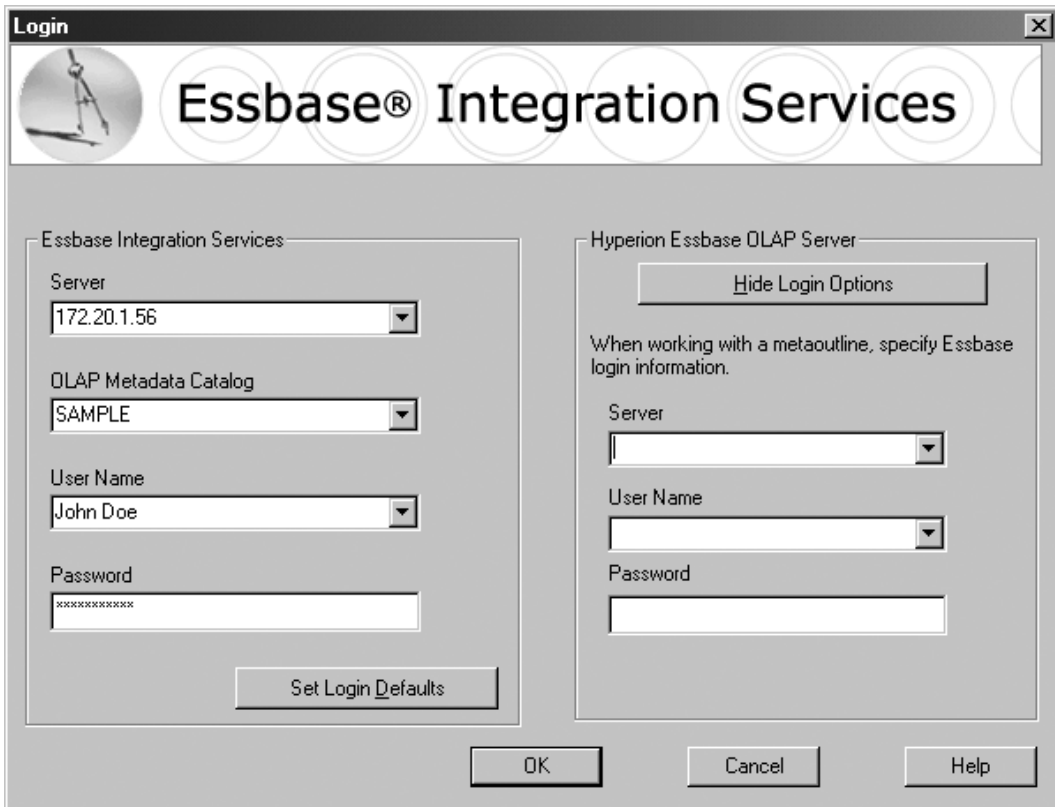 Login
Essbase® Integration Services
Essbase Integration Services
Server
172.20.1.56
OLAP Metadata Catalog
SAMPLE
User Name
John Doe
Password
***********
Set Login Defaults
Hyperion Essbase OLAP Server
Hide Login Options
When working with a metaoutline, specify Essbase
login information.
Server
User Name
Password
OK
Cancel
Help